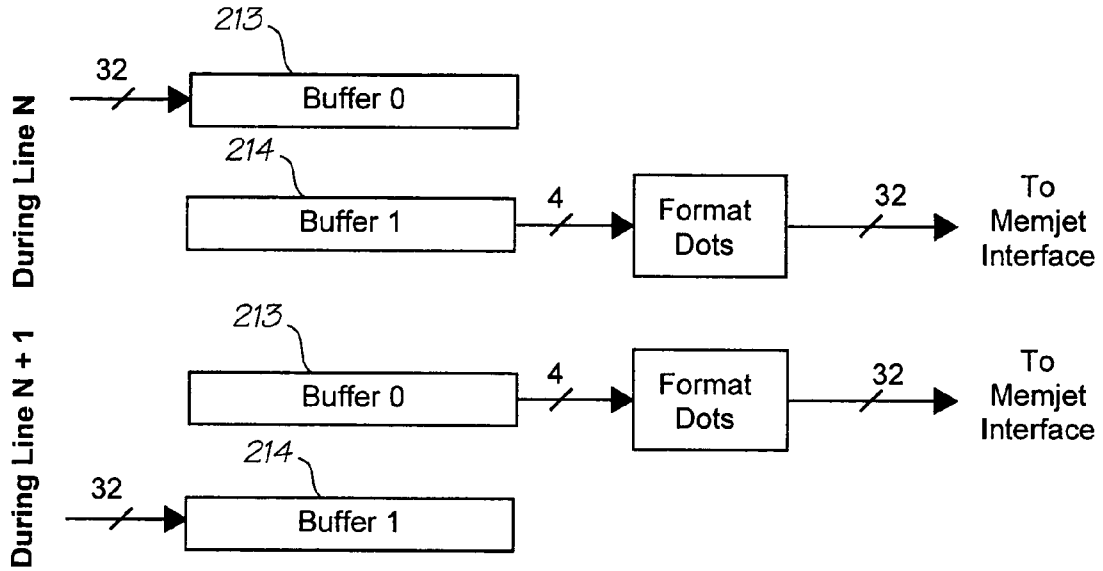 213
32
Buffer 0
During Line N
214
Buffer 1
4
Format
Dots
32
To
Memjet
Interface
213
Buffer 0
4
Format
Dots
32
To
Memjet
Interface
During Line N + 1
214
32
Buffer 1